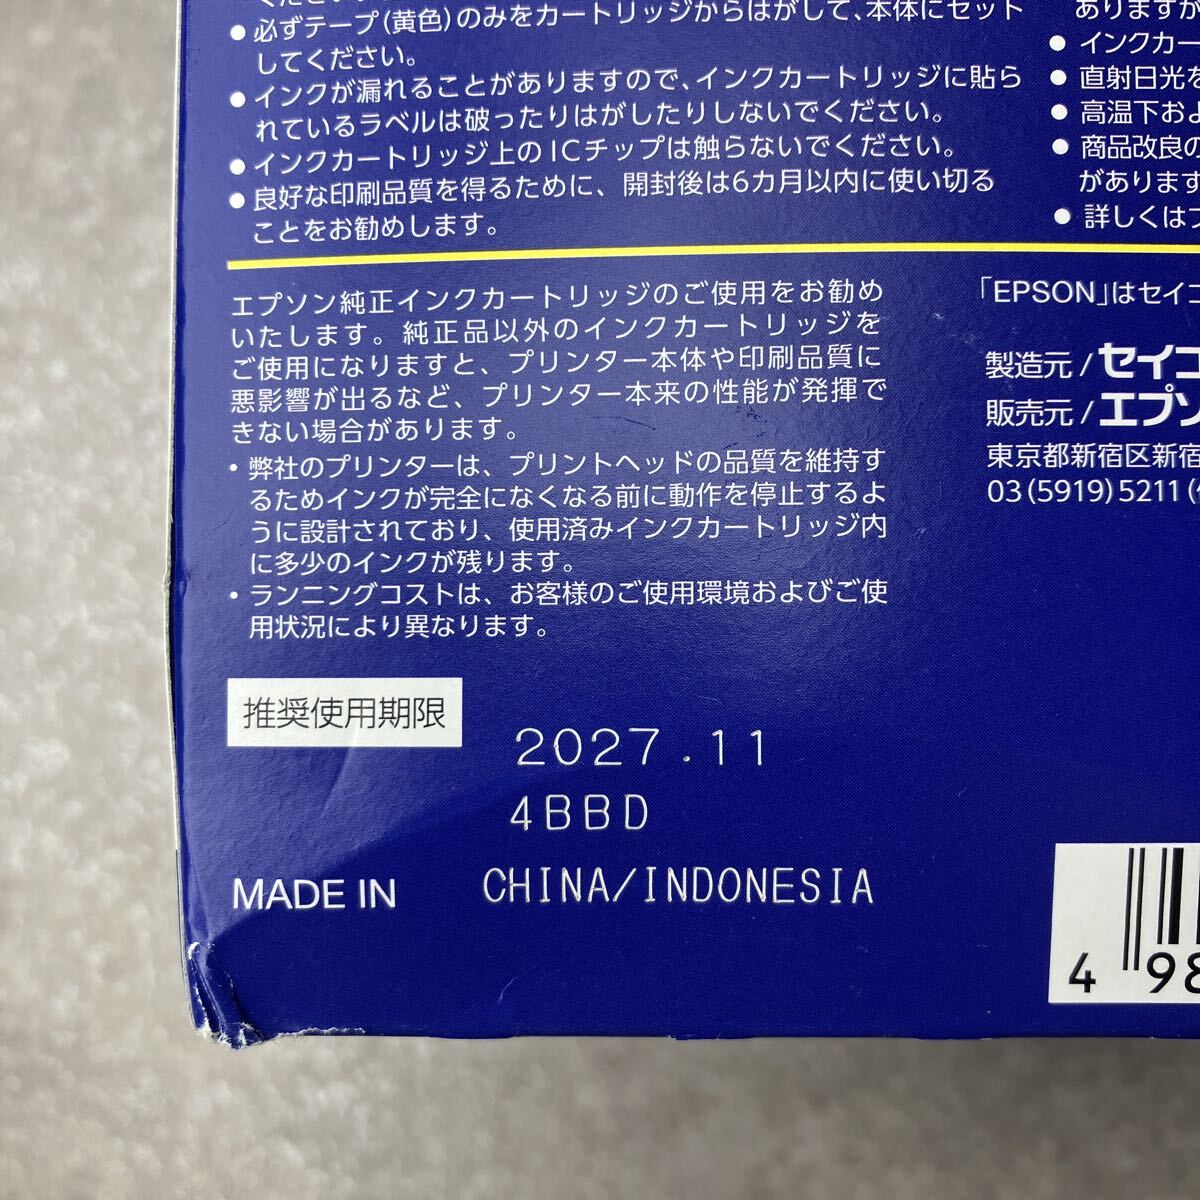 ● 必ずテープ(黄色)のみをカートリッジからはがして、本体にセット
してください。
● インクが漏れることがありますので、インクカートリッジに貼ら
れているラベルは破ったりはがしたりしないでください。
● インクカートリッジ上のICチップは触らないでください。
● 良好な印刷品質を得るために、開封後は6カ月以内に使い切る
ことをお勧めします。
ありますが
● インクカー
● 直射日光を
● 高温下およ
● 商品改良の
があります
● 詳しくは
エプソン純正インクカートリッジのご使用をお勧め
いたします。純正品以外のインクカートリッジを
ご使用になりますと、プリンター本体や印刷品質に
悪影響が出るなど、プリンター本来の性能が発揮で
きない場合があります。
・弊社のプリンターは、プリントヘッドの品質を維持す
るためインクが完全になくなる前に動作を停止するよ
うに設計されており、使用済みインクカートリッジ内
に多少のインクが残ります。
・ランニングコストは、お客様のご使用環境およびご使
用状況により異なります。
「EPSON」はセイコ
製造元/セイコ
販売元/エプソ
東京都新宿区新宿
03(5919)5211
推奨使用期限
2027.11
4BBD
MADE IN CHINA/INDONESIA
4 98